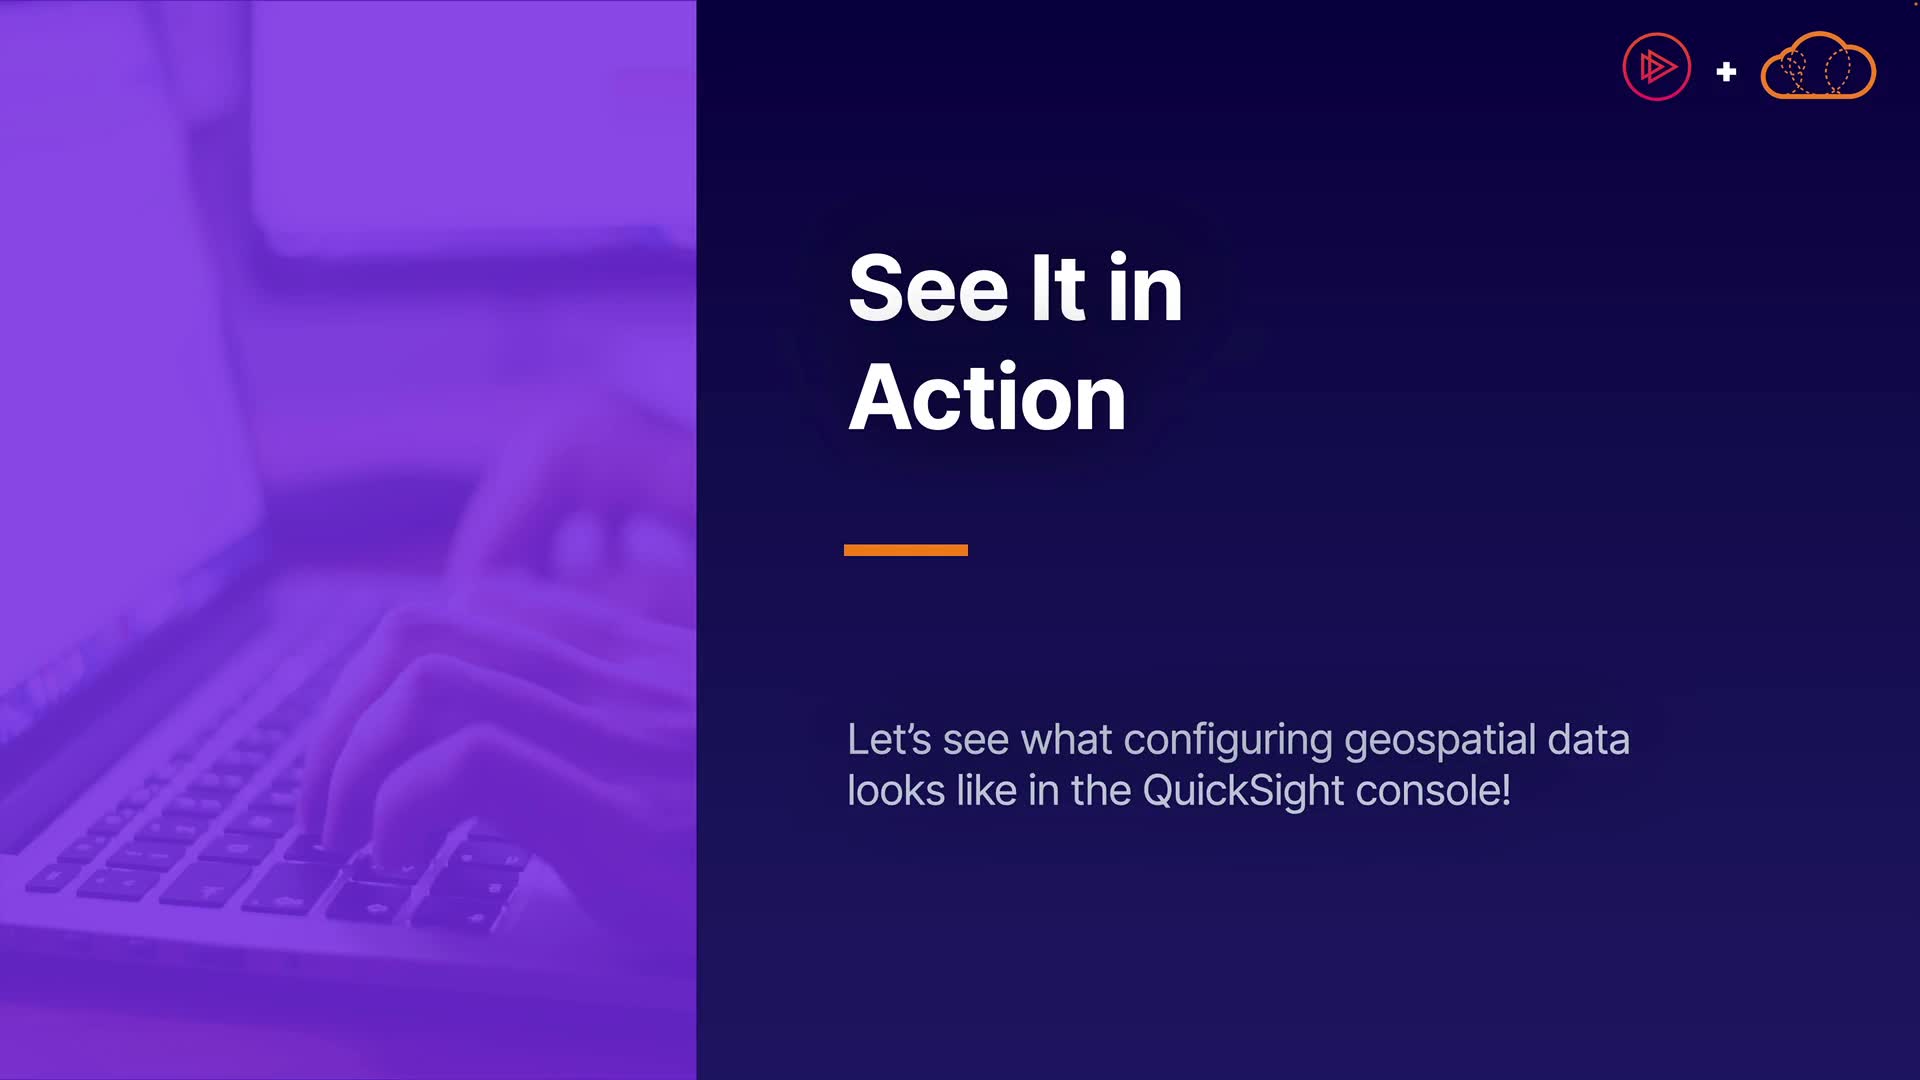 See It in
Action
Let’s see what configuring geospatial data
looks like in the QuickSight console!